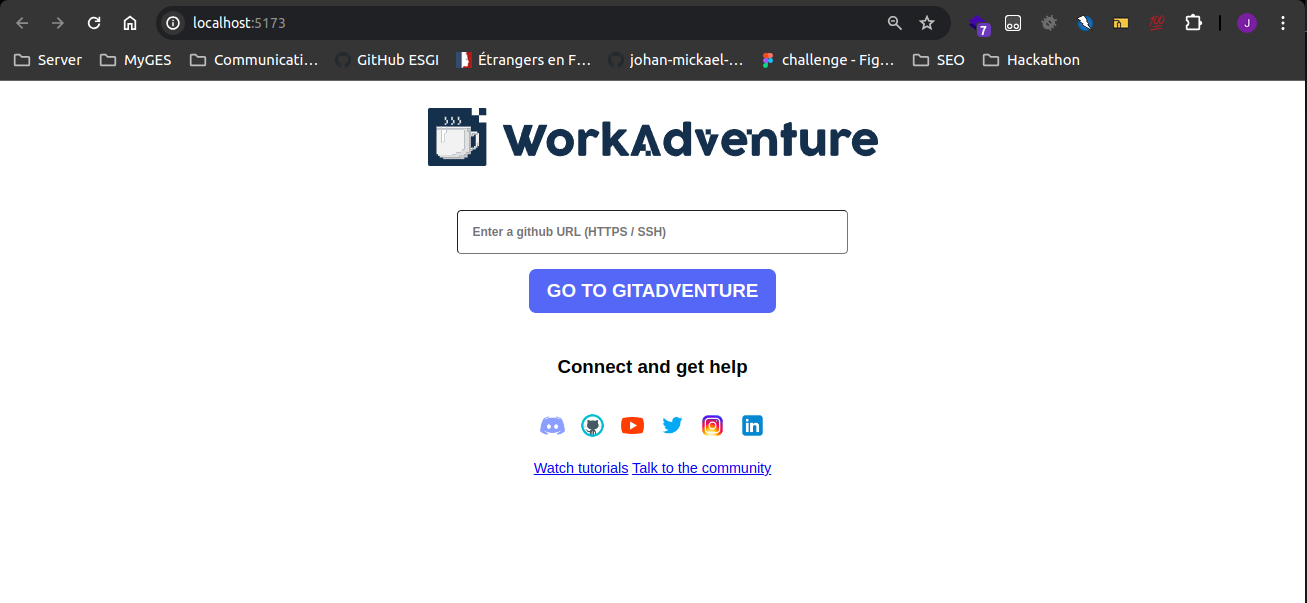 localhost:5173
7
J
Server MyGES Communicati... GitHub ESGI Étrangers en F... johan-mickael-... challenge - Fig... SEO Hackathon
WorkAdventure
Enter a github URL (HTTPS / SSH)
GO TO GITADVENTURE
Connect and get help
in
Watch tutorials Talk to the community